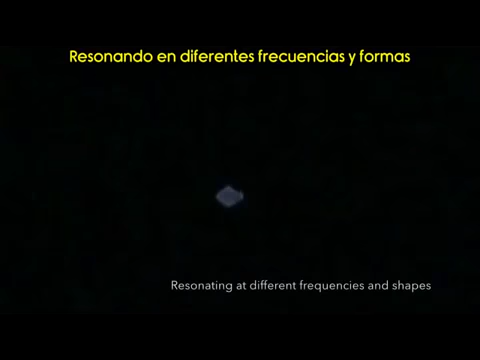 Resonando en diferentes frecuencias y formas
Resonating at different frequencies and shapes